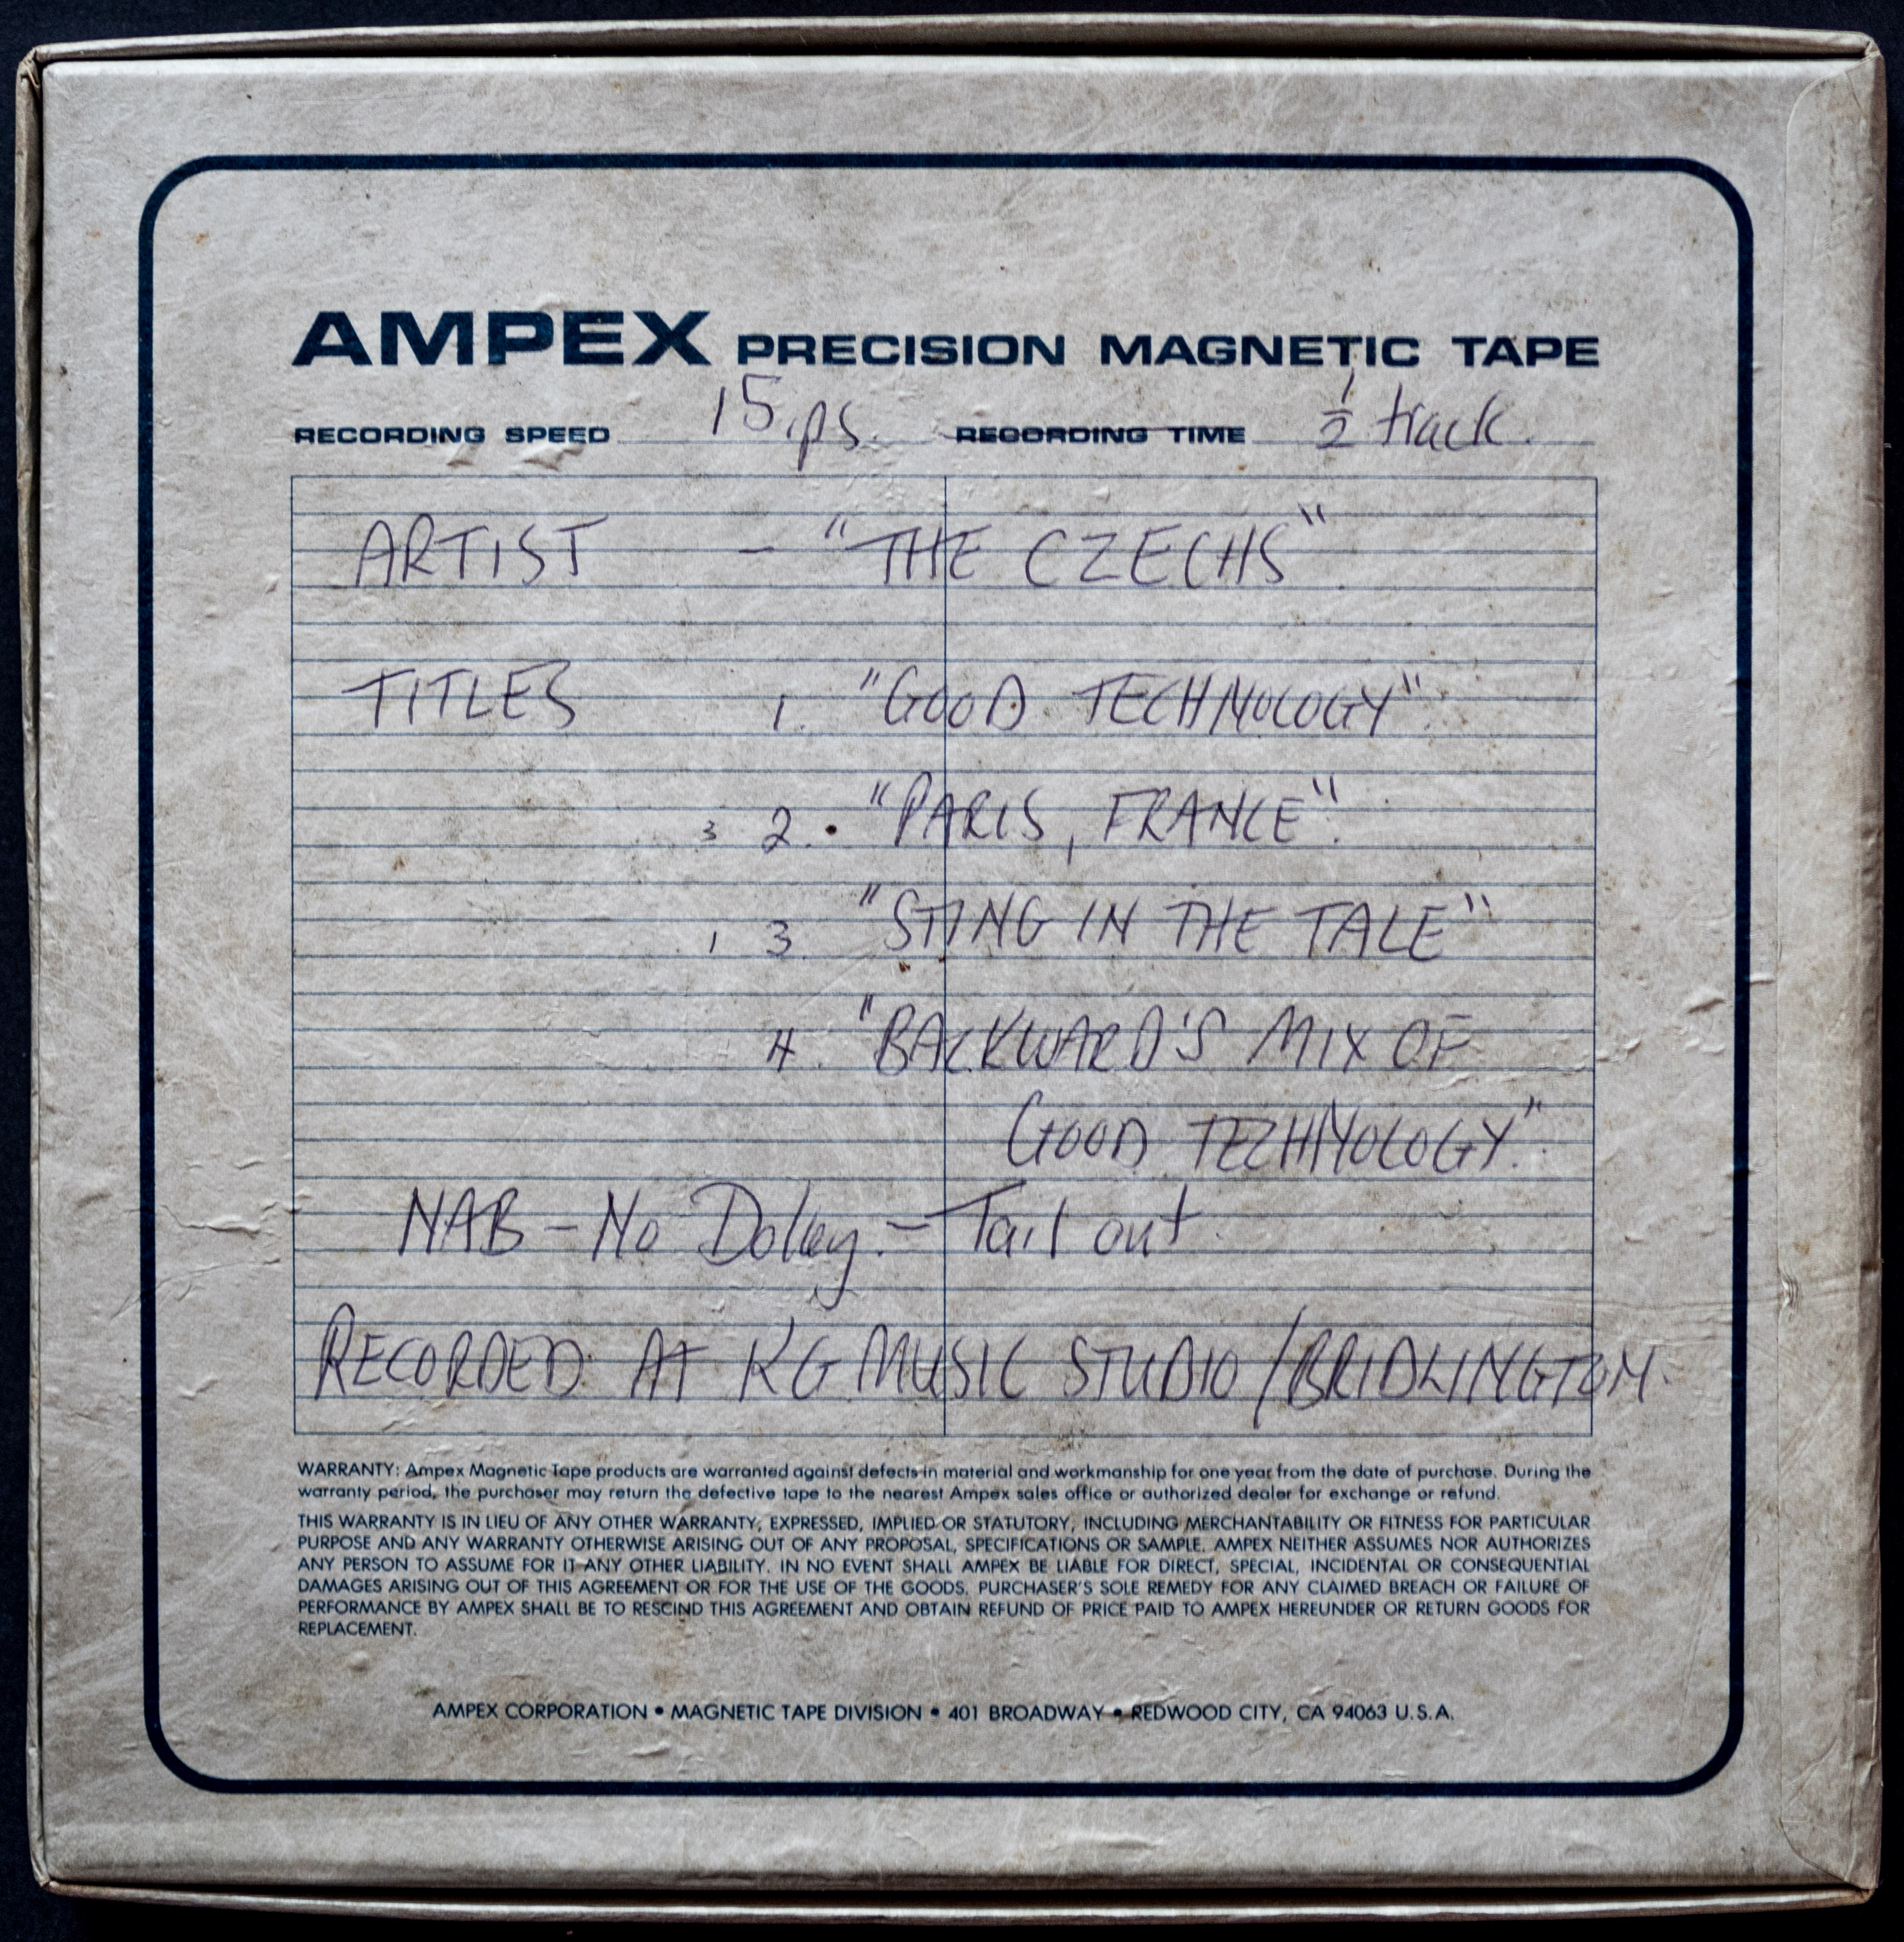 AMPEX PRECISION MAGNETIC TAPE
RECORDING SPEED 15 ips. RECORDING TIME ½ track.
ARTIST - "THE CZECHS"
TITLES 1. "GOOD TECHNOLOGY".
3 2. "PARIS, FRANCE".
1 3. "STING IN THE TALE"
4. "BACKWARD'S MIX OF
GOOD TECHNOLOGY".
NAB - No Dolby. - Tail out.
RECORDED AT KG MUSIC STUDIO / BRIDLINGTON.
WARRANTY: Ampex Magnetic Tape products are warranted against defects in material and workmanship for one year from the date of purchase. During the
warranty period, the purchaser may return the defective tape to the nearest Ampex sales office or authorized dealer for exchange or refund.
THIS WARRANTY IS IN LIEU OF ANY OTHER WARRANTY, EXPRESSED, IMPLIED OR STATUTORY, INCLUDING MERCHANTABILITY OR FITNESS FOR PARTICULAR
PURPOSE AND ANY WARRANTY OTHERWISE ARISING OUT OF ANY PROPOSAL, SPECIFICATIONS OR SAMPLE. AMPEX NEITHER ASSUMES NOR AUTHORIZES
ANY PERSON TO ASSUME FOR IT ANY OTHER LIABILITY. IN NO EVENT SHALL AMPEX BE LIABLE FOR DIRECT, SPECIAL, INCIDENTAL OR CONSEQUENTIAL
DAMAGES ARISING OUT OF THIS AGREEMENT OR FOR THE USE OF THE GOODS. PURCHASER'S SOLE REMEDY FOR ANY CLAIMED BREACH OR FAILURE OF
PERFORMANCE BY AMPEX SHALL BE TO RESCIND THIS AGREEMENT AND OBTAIN REFUND OF PRICE PAID TO AMPEX HEREUNDER OR RETURN GOODS FOR
REPLACEMENT.
AMPEX CORPORATION • MAGNETIC TAPE DIVISION • 401 BROADWAY • REDWOOD CITY, CA 94063 U.S.A.